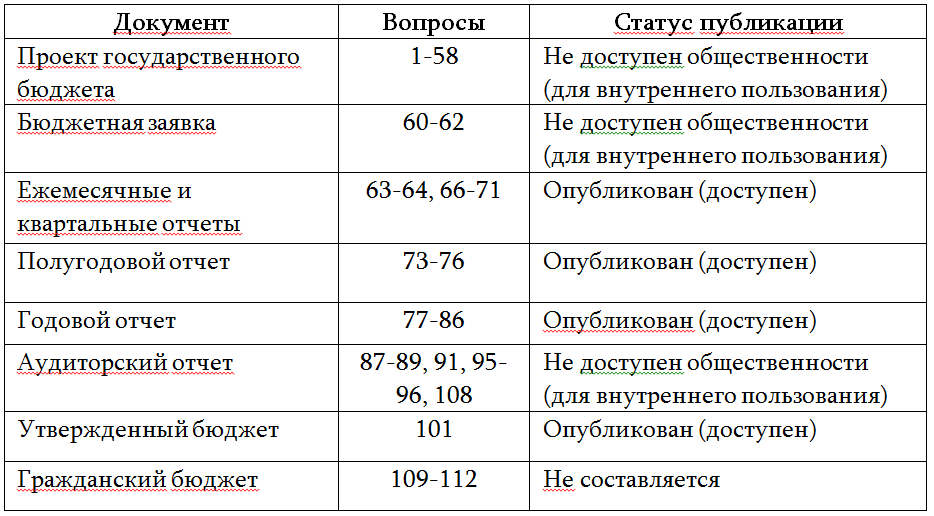 Документ Вопросы Статус публикации
Проект государственного 1-58 Не доступен общественности
бюджета (для внутреннего пользования)
Бюджетная заявка 60-62 Не доступен общественности
(для внутреннего пользования)
Ежемесячные и 63-64, 66-71 Опубликован (доступен)
квартальные отчеты
Полугодовой отчет 73-76 Опубликован (доступен)
Годовой отчет 77-86 Опубликован (доступен)
Аудиторский отчет 87-89, 91, 95- Не доступен общественности
96, 108 (для внутреннего пользования)
Утвержденный бюджет 101 Опубликован (доступен)
Гражданский бюджет 109-112 Не составляется